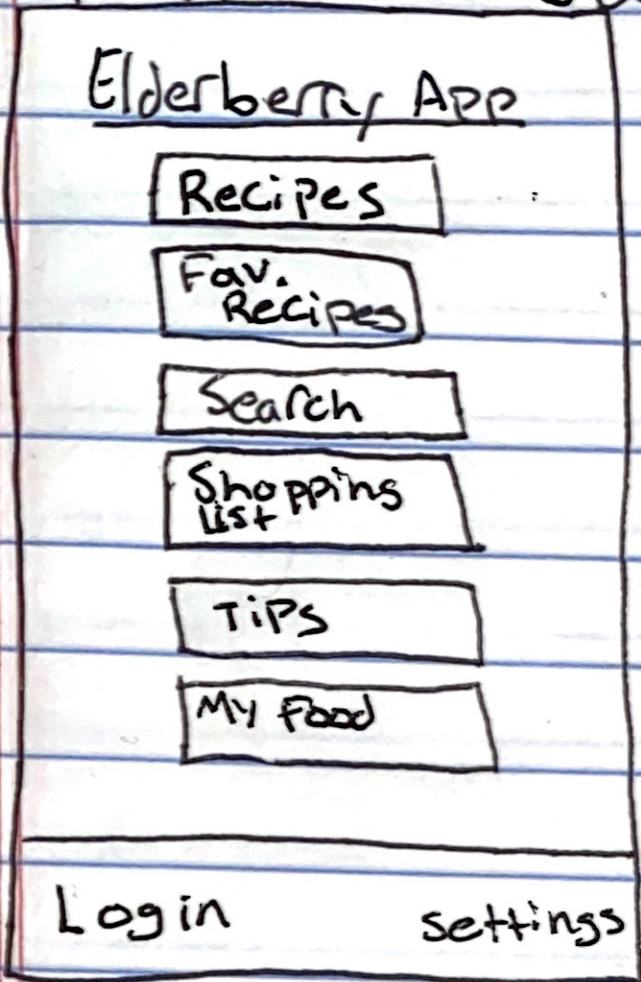 Elderberry App
Recipes
Fav.
Recipes
Search
Shopping
List
Tips
My Food
Login
settings